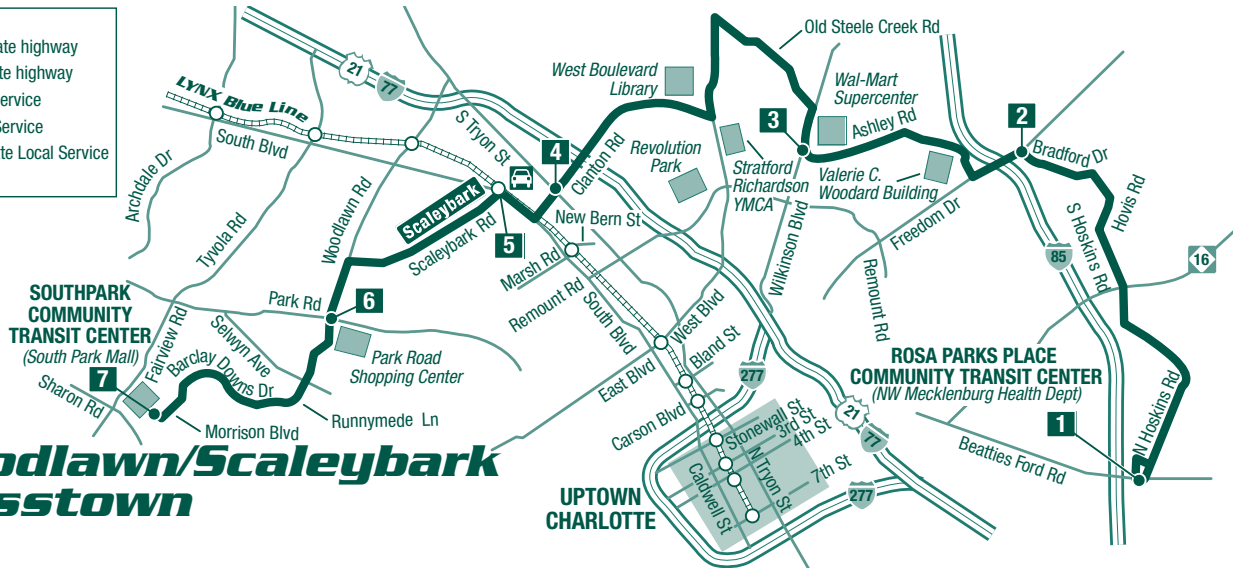 ate highway
te highway
ervice
Service
te Local Service
LYNX Blue Line
21
77
Old Steele Creek Rd
West Boulevard
Library
Wal-Mart
Supercenter
3
Ashley Rd
2
Bradford Dr
S Tryon St
4
Clanton Rd
South Blvd
Archdale Dr
Revolution
Park
Stratford
Richardson
YMCA
Valerie C.
Woodard Building
Hovis Rd
Woodlawn Rd
Scaleybark
Scaleybark Rd
5
New Bern St
Freedom Dr
S Hoskins Rd
Tyvola Rd
Marsh Rd
Wilkinson Blvd
Remount Rd
85
16
Remount Rd
SOUTHPARK
COMMUNITY
TRANSIT CENTER
(South Park Mall)
Park Rd
6
South Blvd
West Blvd
Fairview Rd
Selwyn Ave
Bland St
Barclay Downs Dr
Park Road
Shopping Center
East Blvd
277
ROSA PARKS PLACE
COMMUNITY TRANSIT CENTER
(NW Mecklenburg Health Dept)
Sharon Rd
7
Carson Blvd
Stonewall St
3rd St
4th St
21
77
1
N Hoskins Rd
Runnymede Ln
Morrison Blvd
N Tryon St
7th St
Beatties Ford Rd
odlawn/Scaleybark
sstown
Caldwell St
UPTOWN
CHARLOTTE
277